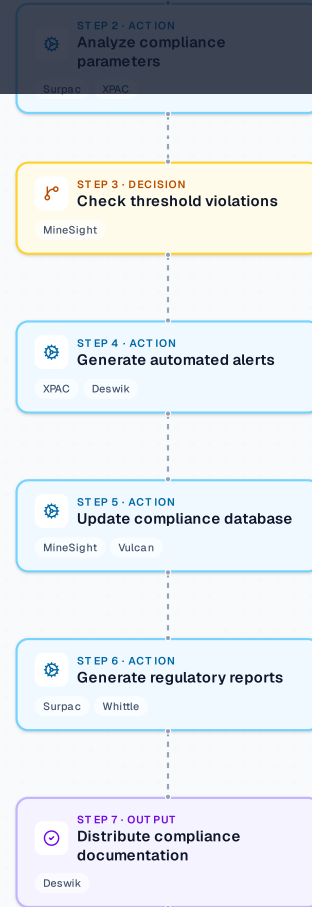 STEP 2 · ACTION
Analyze compliance
parameters
Surpac XPAC
STEP 3 · DECISION
Check threshold violations
MineSight
STEP 4 · ACTION
Generate automated alerts
XPAC Deswik
STEP 5 · ACTION
Update compliance database
MineSight Vulcan
STEP 6 · ACTION
Generate regulatory reports
Surpac Whittle
STEP 7 · OUTPUT
Distribute compliance
documentation
Deswik